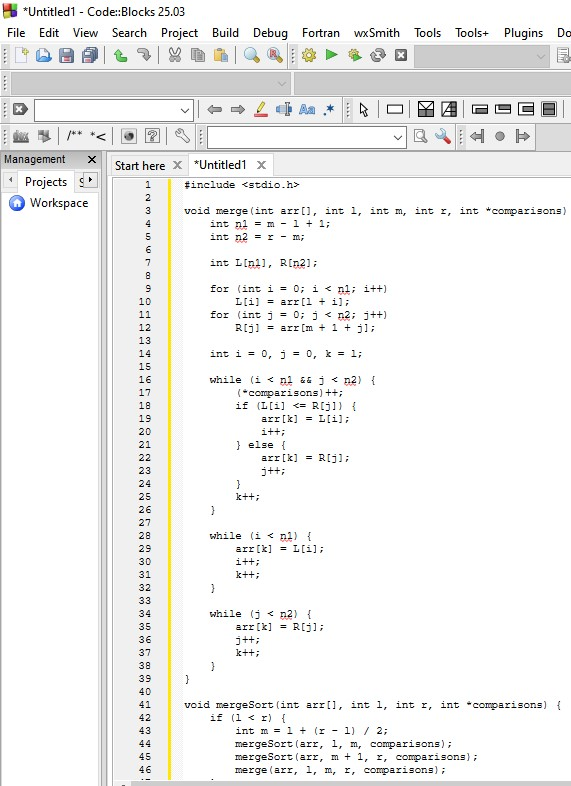 *Untitled1 - Code::Blocks 25.03
File Edit View Search Project Build Debug Fortran wxSmith Tools Tools+ Plugins Do
/** *<
Aa .*
Management X
Start here X *Untitled1 X
Projects
Workspace
1 #include <stdio.h>
2
3 void merge(int arr[], int l, int m, int r, int *comparisons)
4 int n1 = m - l + 1;
5 int n2 = r - m;
6
7 int L[n1], R[n2];
8
9 for (int i = 0; i < n1; i++)
10 L[i] = arr[l + i];
11 for (int j = 0; j < n2; j++)
12 R[j] = arr[m + 1 + j];
13
14 int i = 0, j = 0, k = l;
15
16 while (i < n1 && j < n2) {
17 (*comparisons)++;
18 if (L[i] <= R[j]) {
19 arr[k] = L[i];
20 i++;
21 } else {
22 arr[k] = R[j];
23 j++;
24 }
25 k++;
26 }
27
28 while (i < n1) {
29 arr[k] = L[i];
30 i++;
31 k++;
32 }
33
34 while (j < n2) {
35 arr[k] = R[j];
36 j++;
37 k++;
38 }
39 }
40
41 void mergeSort(int arr[], int l, int r, int *comparisons) {
42 if (l < r) {
43 int m = l + (r - l) / 2;
44 mergeSort(arr, l, m, comparisons);
45 mergeSort(arr, m + 1, r, comparisons);
46 merge(arr, l, m, r, comparisons);